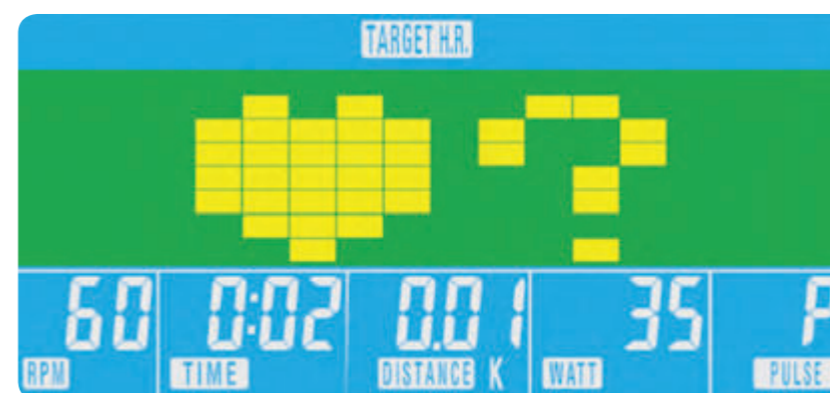 TARGET H.R.
?
60 0:02 0.01 35 P
RPM TIME DISTANCE K WATT PULSE